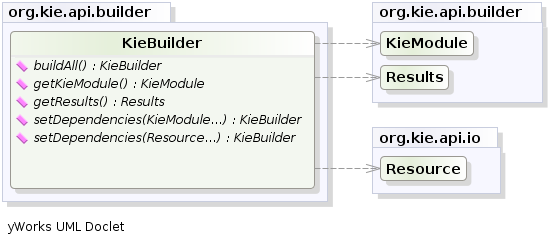 org.kie.api.builder
KieBuilder
buildAll() : KieBuilder
getKieModule() : KieModule
getResults() : Results
setDependencies(KieModule...) : KieBuilder
setDependencies(Resource...) : KieBuilder
org.kie.api.builder
KieModule
Results
org.kie.api.io
Resource
yWorks UML Doclet